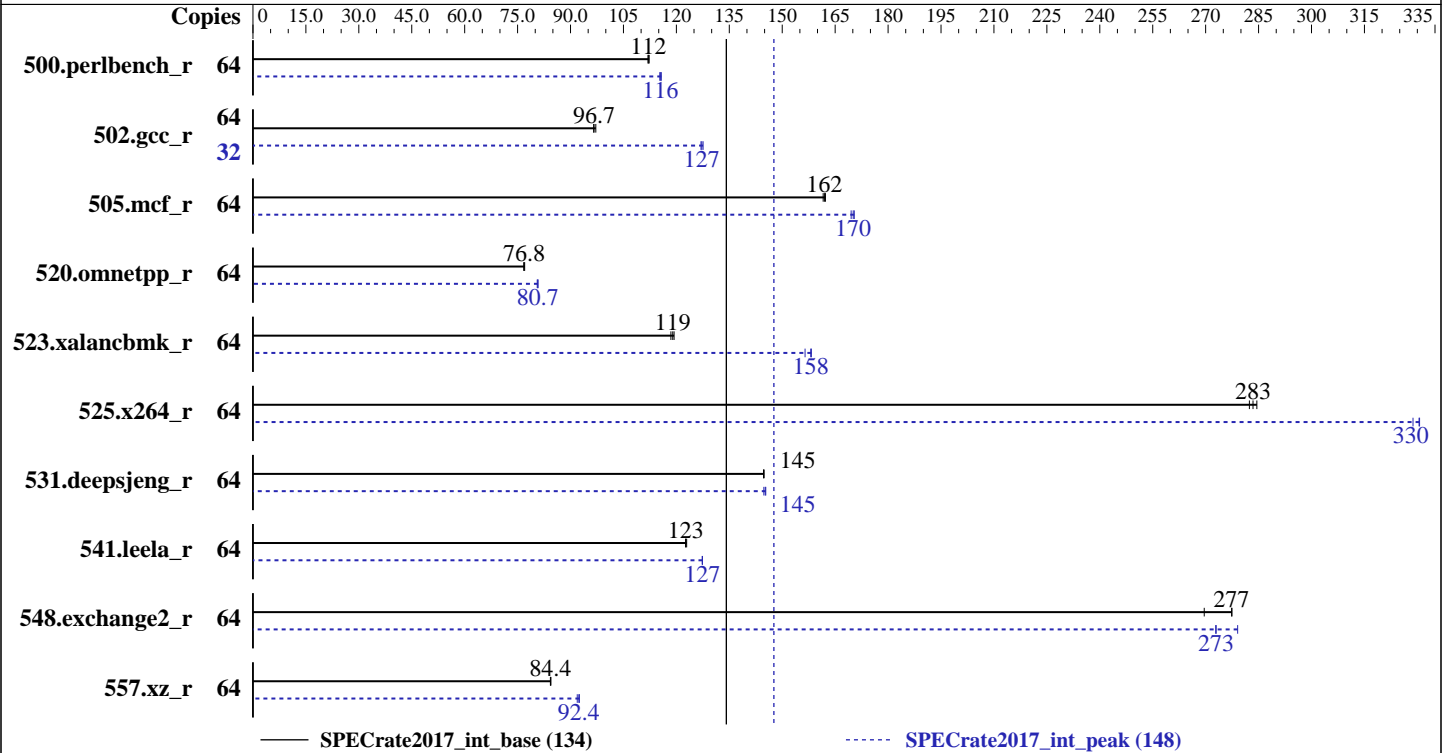 Copies 0 15.0 30.0 45.0 60.0 75.0 90.0 105 120 135 150 165 180 195 210 225 240 255 270 285 300 315 335
500.perlbench_r 64 112
116
502.gcc_r 64 96.7
32 127
505.mcf_r 64 162
170
520.omnetpp_r 64 76.8
80.7
523.xalancbmk_r 64 119
158
525.x264_r 64 283
330
531.deepsjeng_r 64 145
145
541.leela_r 64 123
127
548.exchange2_r 64 277
273
557.xz_r 64 84.4
92.4
SPECrate2017_int_base (134) SPECrate2017_int_peak (148)